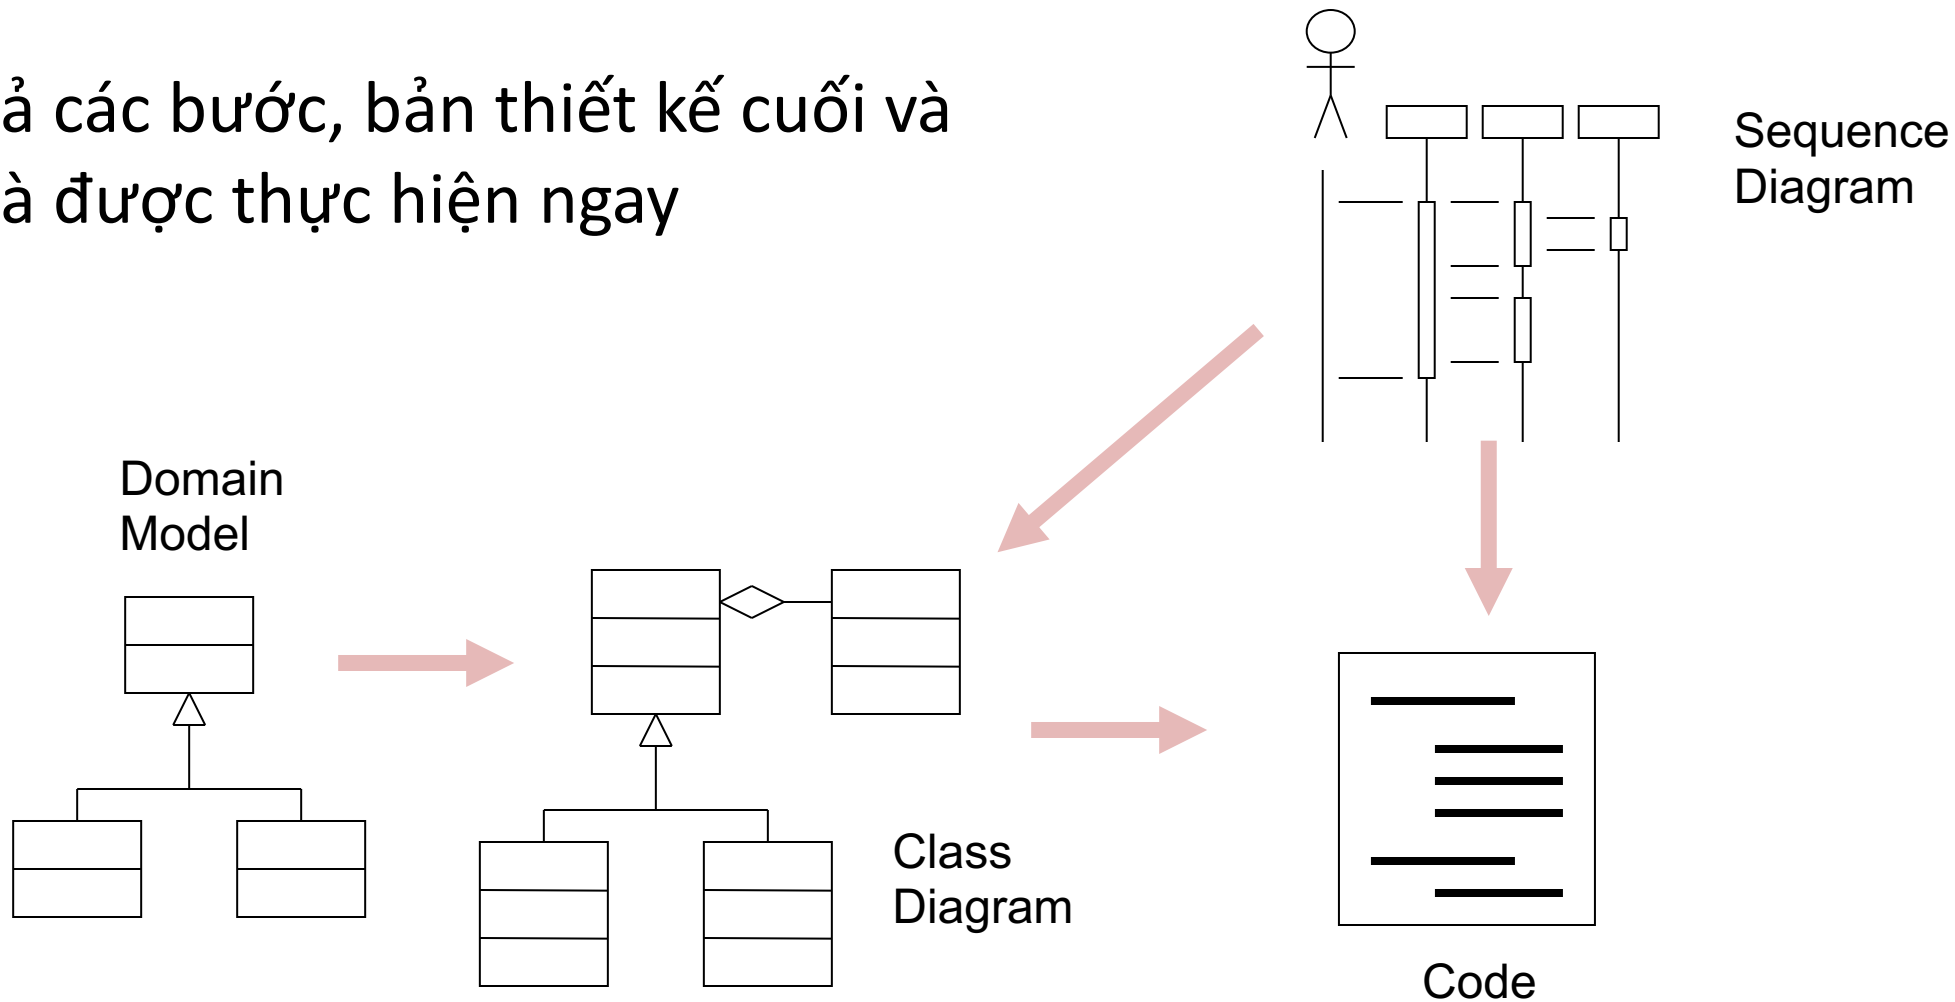 ả các bước, bản thiết kế cuối và
à được thực hiện ngay
Sequence
Diagram
Domain
Model
Class
Diagram
Code